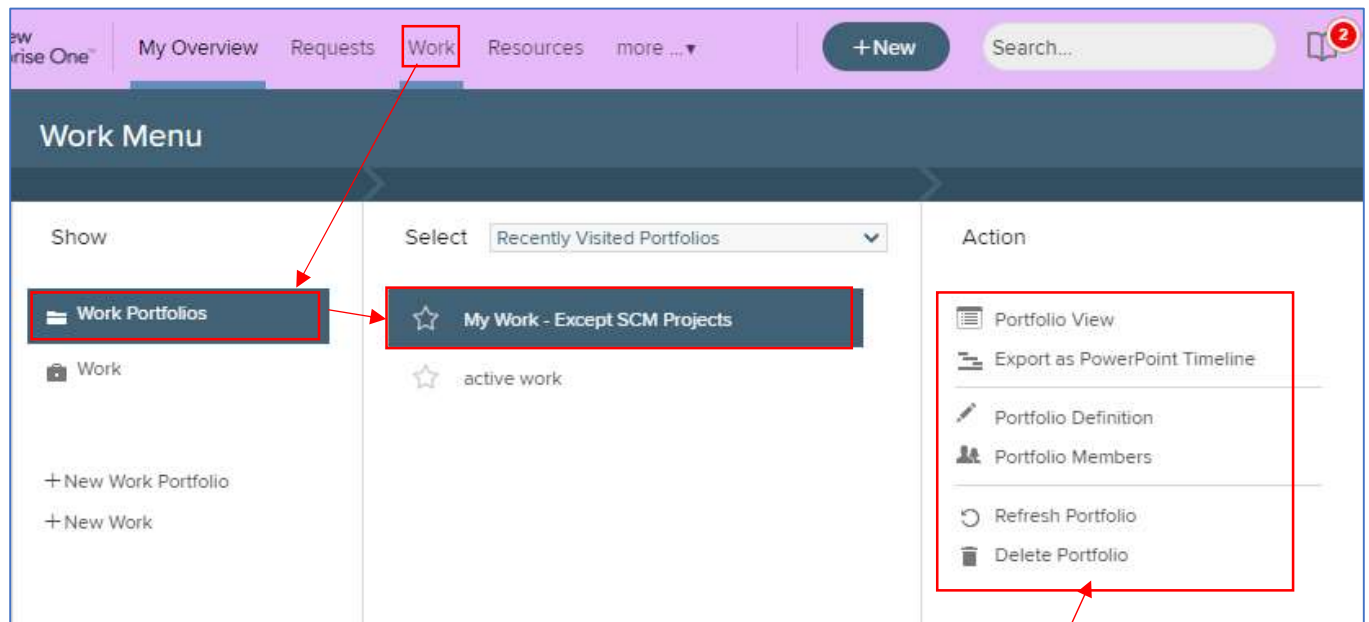 My Overview Requests Work Resources more ...▾ +New Search... 2
rise One™
Work Menu
Show
Work Portfolios
Work
+New Work Portfolio
+New Work
Select Recently Visited Portfolios
My Work - Except SCM Projects
active work
Action
Portfolio View
Export as PowerPoint Timeline
Portfolio Definition
Portfolio Members
Refresh Portfolio
Delete Portfolio